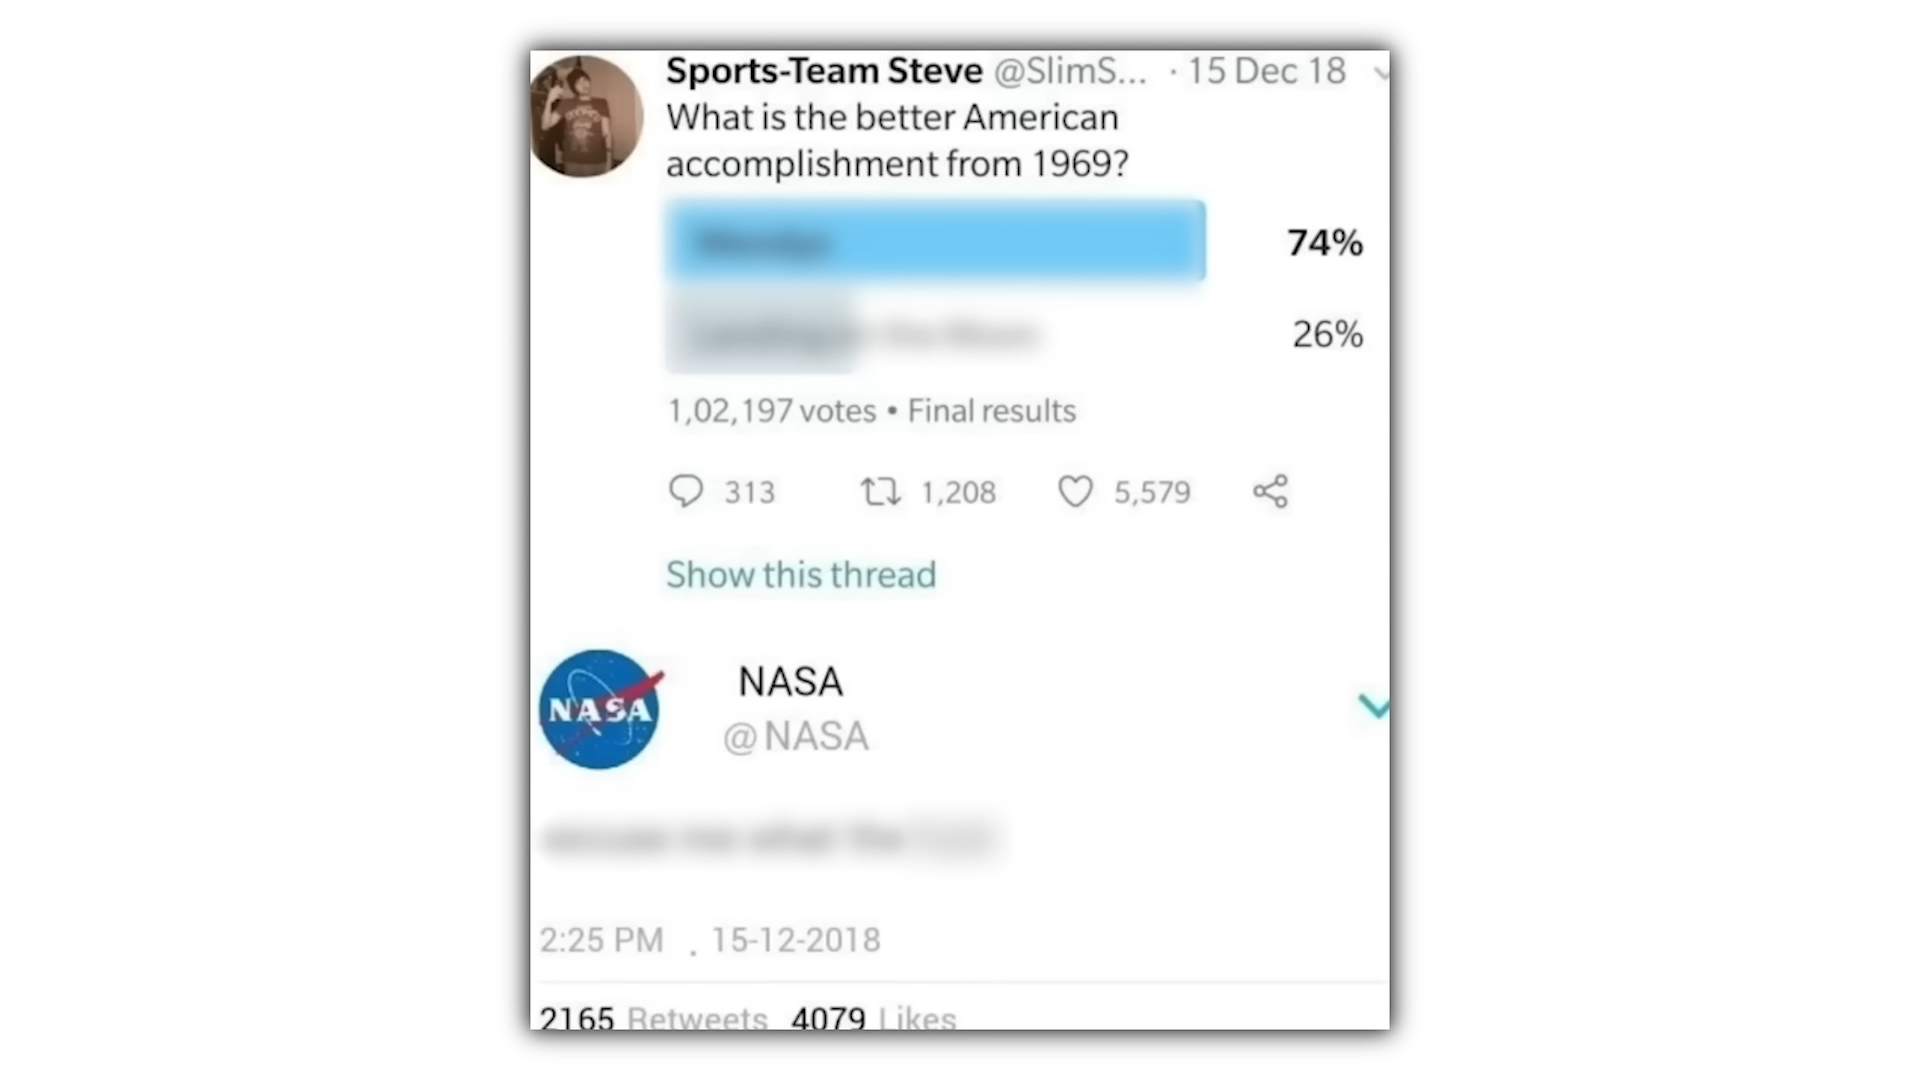 Sports-Team Steve @SlimS... · 15 Dec 18
What is the better American
accomplishment from 1969?
74%
26%
1,02,197 votes • Final results
313 1,208 5,579
Show this thread
NASA
NASA
@NASA
2:25 PM . 15-12-2018
2165 Retweets 4079 Likes